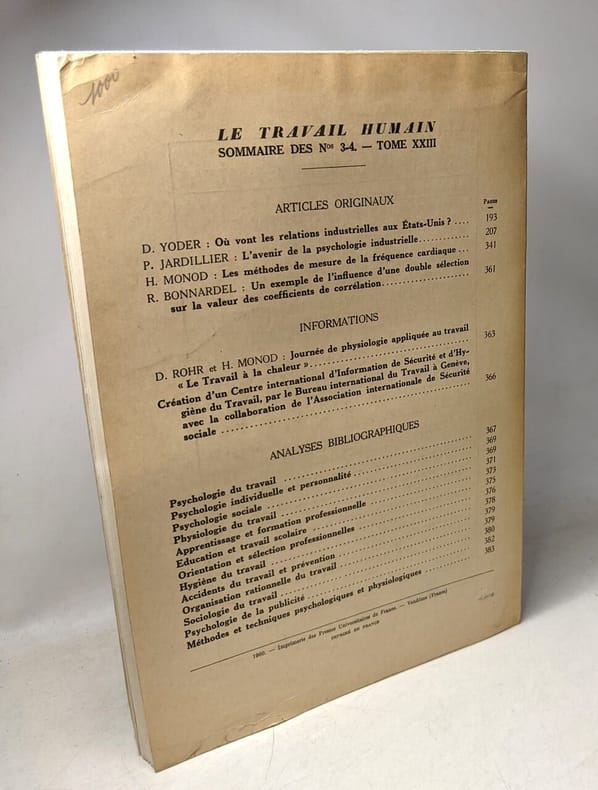 1000
LE TRAVAIL HUMAIN
SOMMAIRE DES Nos 3-4. — TOME XXIII
ARTICLES ORIGINAUX
Pages
D. YODER : Où vont les relations industrielles aux États-Unis ? .... 193
P. JARDILLIER : L'avenir de la psychologie industrielle............ 207
H. MONOD : Les méthodes de mesure de la fréquence cardiaque ... 341
R. BONNARDEL : Un exemple de l'influence d'une double sélection
sur la valeur des coefficients de corrélation.................. 361
INFORMATIONS
D. ROHR et H. MONOD : Journée de physiologie appliquée au travail
« Le Travail à la chaleur »................................ 363
Création d'un Centre international d'Information de Sécurité et d'Hy-
giène du Travail, par le Bureau international du Travail à Genève,
avec la collaboration de l'Association internationale de Sécurité
sociale ................................ 366
ANALYSES BIBLIOGRAPHIQUES
Psychologie du travail ................ 367
Psychologie individuelle et personnalité ................ 369
Psychologie sociale ................ 369
Physiologie du travail ................ 371
Apprentissage et formation professionnelle ................ 373
Education et travail scolaire ................ 375
Orientation et sélection professionnelles ................ 376
Hygiène du travail ................ 378
Accidents du travail et prévention ................ 379
Organisation rationnelle du travail ................ 379
Sociologie du travail ................ 380
Psychologie de la publicité ................ 382
Méthodes et techniques psychologiques et physiologiques ........ 383
1960. — Imprimerie des Presses Universitaires de France. — Vendôme (France)
IMPRIMÉ EN FRANCE